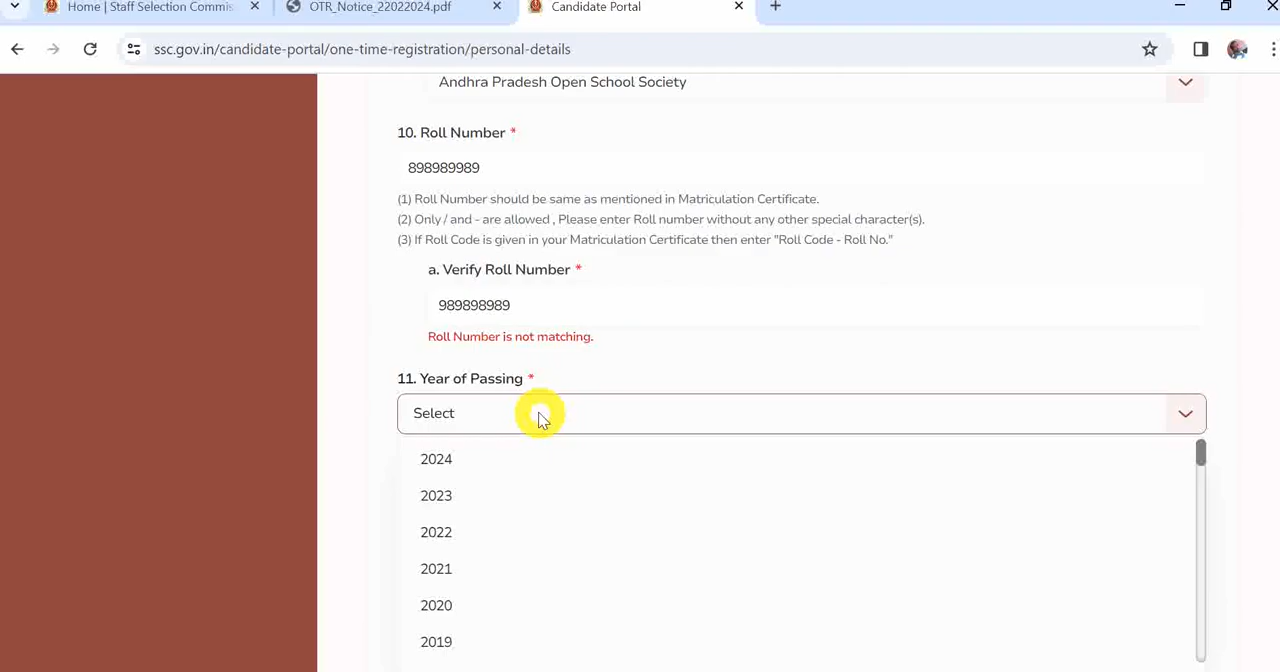 Home | Staff Selection Commis
OTR_Notice_22022024.pdf
Candidate Portal
ssc.gov.in/candidate-portal/one-time-registration/personal-details
Andhra Pradesh Open School Society
10. Roll Number *
898989989
(1) Roll Number should be same as mentioned in Matriculation Certificate.
(2) Only / and - are allowed , Please enter Roll number without any other special character(s).
(3) If Roll Code is given in your Matriculation Certificate then enter "Roll Code - Roll No."
a. Verify Roll Number *
989898989
Roll Number is not matching.
11. Year of Passing *
Select
2024
2023
2022
2021
2020
2019